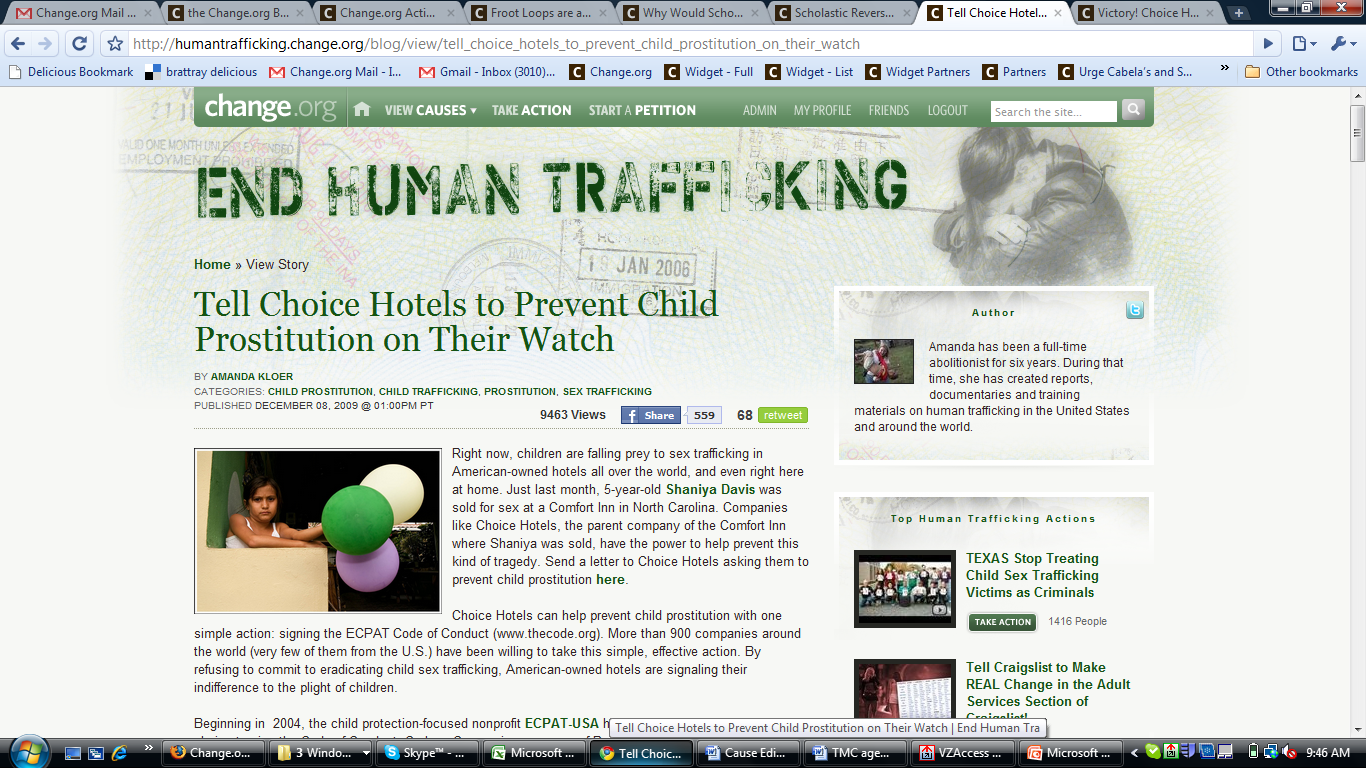 Change.org Mail ...
the Change.org B...
Change.org Acti...
Froot Loops are a...
Why Would Scho...
Scholastic Revers...
Tell Choice Hotel...
Victory! Choice H...
http://humantrafficking.change.org/blog/view/tell_choice_hotels_to_prevent_child_prostitution_on_their_watch
Delicious Bookmark
brattray delicious
Change.org Mail - I...
Gmail - Inbox (3010)...
Change.org
Widget - Full
Widget - List
Widget Partners
Partners
Urge Cabela's and S...
»
Other bookmarks
change.org
VIEW CAUSES
TAKE ACTION
START A PETITION
ADMIN
MY PROFILE
FRIENDS
LOGOUT
Search the site...
VALID ONE MONTH UNLESS EXTENDED
EMPLOYMENT PROHIBITED
END HUMAN TRAFFICKING
19 JAN 2006
IMMIGRATION
Home » View Story
Tell Choice Hotels to Prevent Child
Prostitution on Their Watch
BY AMANDA KLOER
CATEGORIES: CHILD PROSTITUTION, CHILD TRAFFICKING, PROSTITUTION, SEX TRAFFICKING
PUBLISHED DECEMBER 08, 2009 @ 01:00PM PT
9463 Views
f Share
559
68
retweet
Right now, children are falling prey to sex trafficking in
American-owned hotels all over the world, and even right here
at home. Just last month, 5-year-old Shaniya Davis was
sold for sex at a Comfort Inn in North Carolina. Companies
like Choice Hotels, the parent company of the Comfort Inn
where Shaniya was sold, have the power to help prevent this
kind of tragedy. Send a letter to Choice Hotels asking them to
prevent child prostitution here.
Choice Hotels can help prevent child prostitution with one
simple action: signing the ECPAT Code of Conduct (www.thecode.org). More than 900 companies around
the world (very few of them from the U.S.) have been willing to take this simple, effective action. By
refusing to commit to eradicating child sex trafficking, American-owned hotels are signaling their
indifference to the plight of children.
Beginning in 2004, the child protection-focused nonprofit ECPAT-USA
Author
Amanda has been a full-time
abolitionist for six years. During that
time, she has created reports,
documentaries and training
materials on human trafficking in the United States
and around the world.
Top Human Trafficking Actions
TEXAS Stop Treating
Child Sex Trafficking
Victims as Criminals
TAKE ACTION
1416 People
Tell Craigslist to Make
REAL Change in the Adult
Services Section of
Craigslist!
Tell Choice Hotels to Prevent Child Prostitution on Their Watch | End Human Tra
»
Change.o...
3 Windo...
Skype™ - ...
Microsoft ...
Tell Choic...
Cause Edi...
TMC age...
VZAccess ...
Microsoft ...
9:46 AM